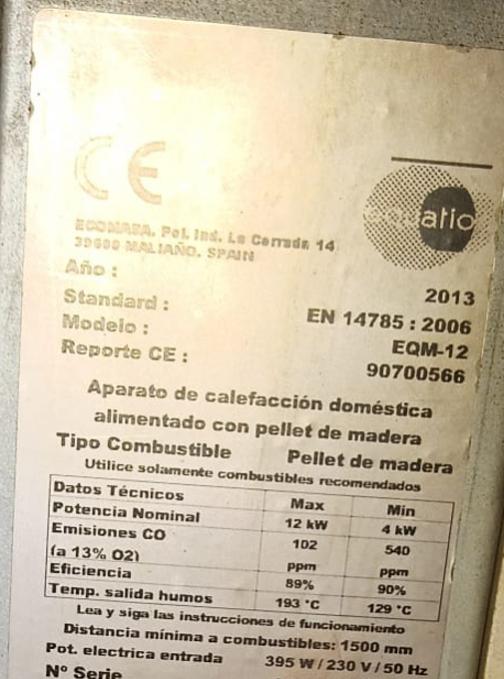 CE
equatio
ECOMASA. Pol. Ind. La Cerrada 14
39600 MALIAÑO. SPAIN
Año : 2013
Standard : EN 14785 : 2006
Modelo : EQM-12
Reporte CE : 90700566
Aparato de calefacción doméstica
alimentado con pellet de madera
Tipo Combustible Pellet de madera
Utilice solamente combustibles recomendados
Datos Técnicos Max Min
Potencia Nominal 12 kW 4 kW
Emisiones CO 102 540
(a 13% O2) ppm ppm
Eficiencia 89% 90%
Temp. salida humos 193 °C 129 °C
Lea y siga las instrucciones de funcionamiento
Distancia mínima a combustibles: 1500 mm
Pot. electrica entrada 395 W / 230 V / 50 Hz
Nº Serie